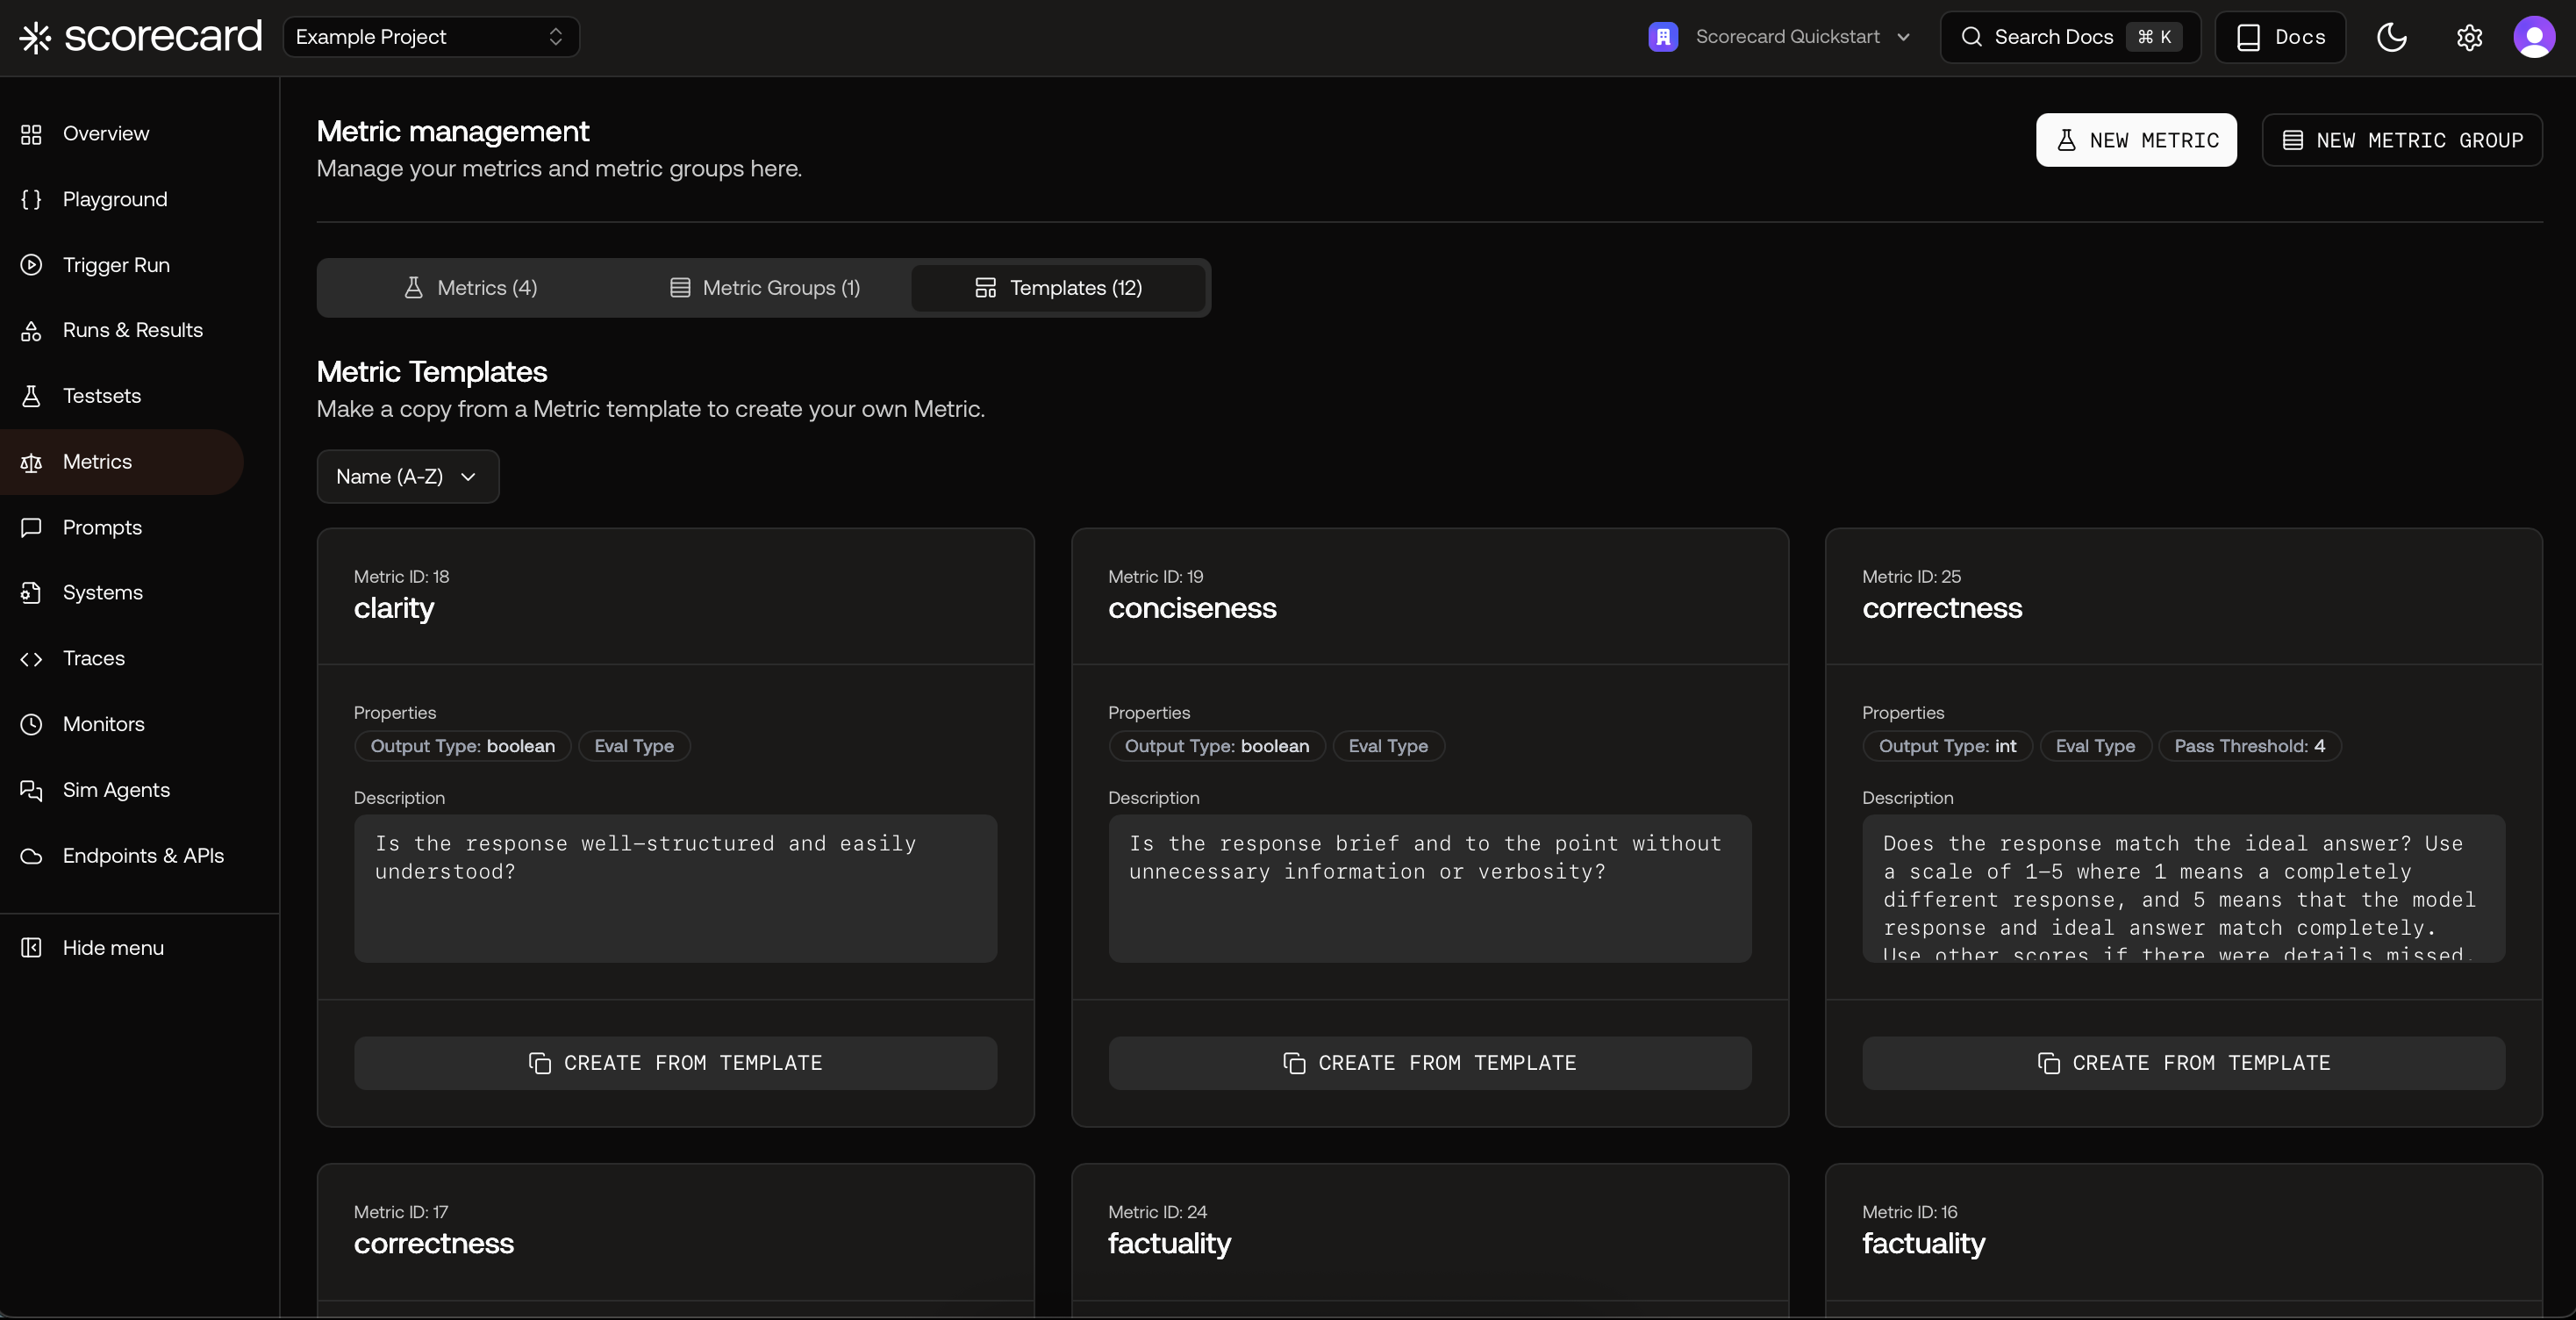 scorecard
Example Project
Scorecard Quickstart
Search Docs
⌘ K
Docs
Overview
Playground
Trigger Run
Runs & Results
Testsets
Metrics
Prompts
Systems
Traces
Monitors
Sim Agents
Endpoints & APIs
Hide menu
Metric management
Manage your metrics and metric groups here.
NEW METRIC
NEW METRIC GROUP
Metrics (4)
Metric Groups (1)
Templates (12)
Metric Templates
Make a copy from a Metric template to create your own Metric.
Name (A-Z)
Metric ID: 18
clarity
Properties
Output Type: boolean
Eval Type
Description
Is the response well-structured and easily
understood?
CREATE FROM TEMPLATE
Metric ID: 19
conciseness
Properties
Output Type: boolean
Eval Type
Description
Is the response brief and to the point without
unnecessary information or verbosity?
CREATE FROM TEMPLATE
Metric ID: 25
correctness
Properties
Output Type: int
Eval Type
Pass Threshold: 4
Description
Does the response match the ideal answer? Use
a scale of 1-5 where 1 means a completely
different response, and 5 means that the model
response and ideal answer match completely.
Use other scores if there were details missed.
CREATE FROM TEMPLATE
Metric ID: 17
correctness
Metric ID: 24
factuality
Metric ID: 16
factuality